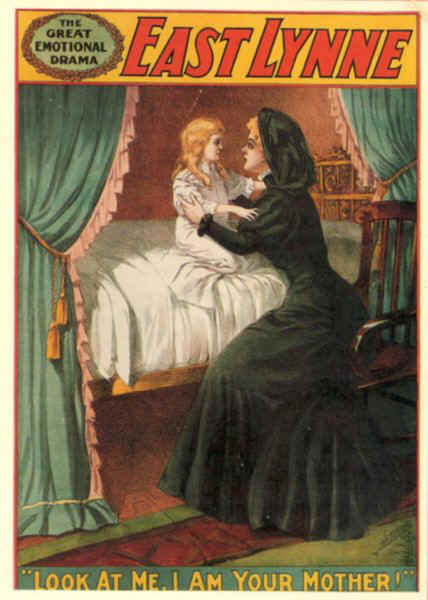 THE
GREAT
EMOTIONAL
DRAMA
EAST LYNNE
"LOOK AT ME, I AM YOUR MOTHER!"